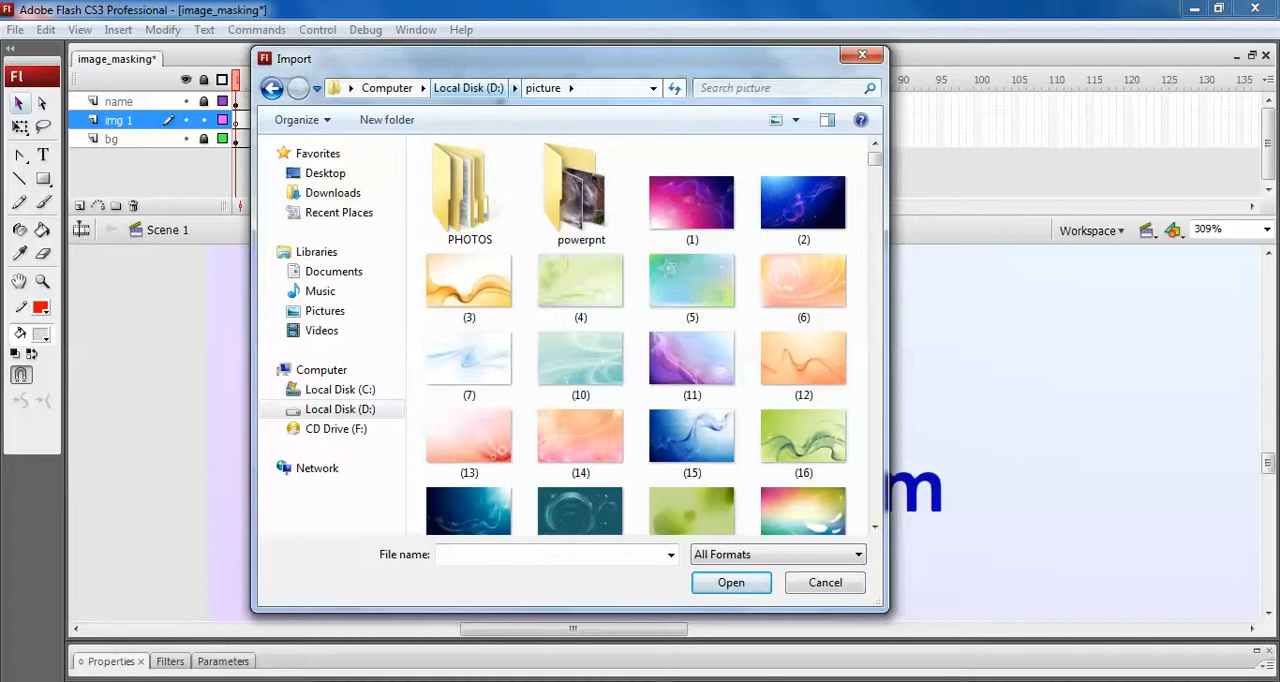 Adobe Flash CS3 Professional - [image_masking*]
File Edit View Insert Modify Text Commands Control Debug Window Help
image_masking*
1 90 95 100 105 110 115 120 125 130 135
name
img 1
bg
Scene 1
Workspace
309%
Import
Computer Local Disk (D:) picture
Search picture
Organize New folder
Favorites
Desktop
Downloads
Recent Places
Libraries
Documents
Music
Pictures
Videos
Computer
Local Disk (C:)
Local Disk (D:)
CD Drive (F:)
Network
PHOTOS powerpnt (1) (2)
(3) (4) (5) (6)
(7) (10) (11) (12)
(13) (14) (15) (16)
File name:
All Formats
Open Cancel
m
Properties Filters Parameters